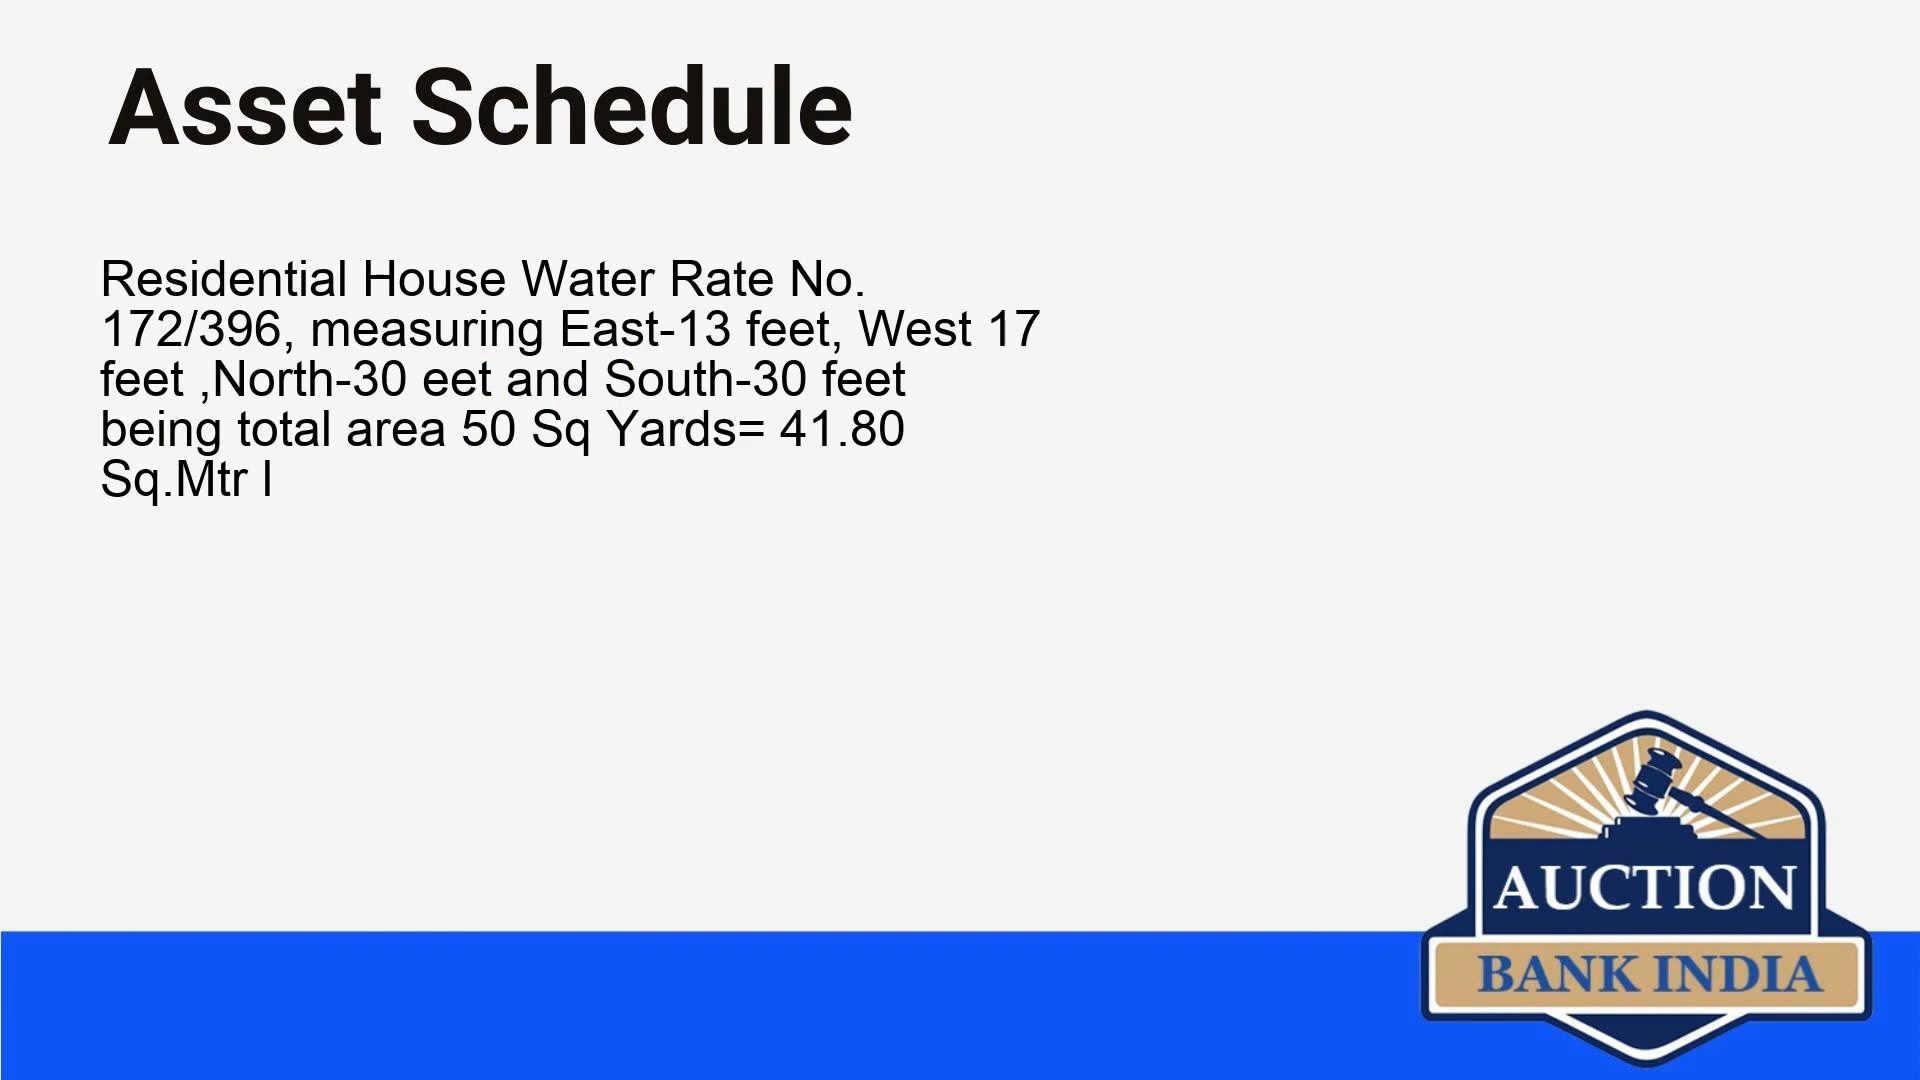 Asset Schedule
Residential House Water Rate No.
172/396, measuring East-13 feet, West 17
feet ,North-30 eet and South-30 feet
being total area 50 Sq Yards= 41.80
Sq.Mtr I
AUCTION
BANK INDIA